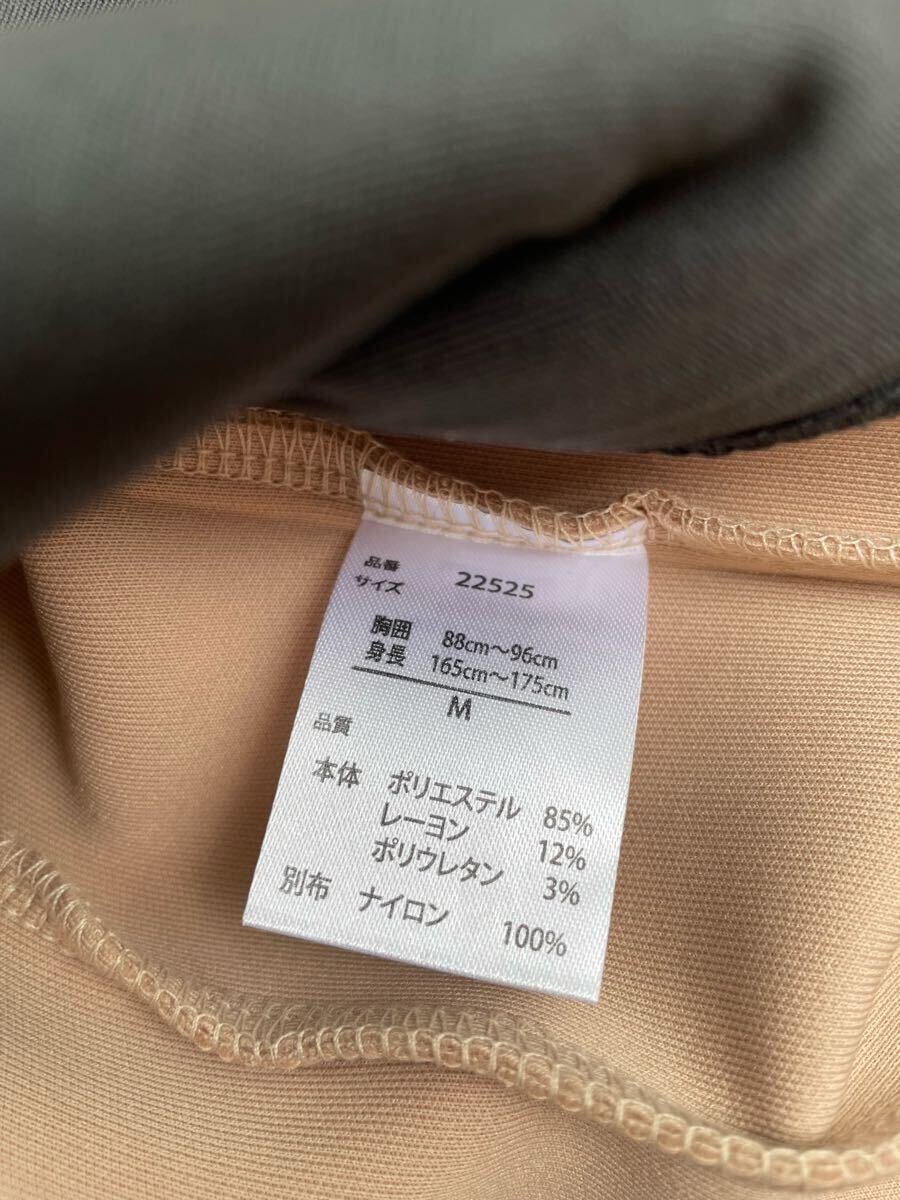 品番 22525
サイズ
胸囲 88cm～96cm
身長 165cm～175cm
M
品質
本体 ポリエステル 85%
レーヨン 12%
ポリウレタン 3%
別布 ナイロン 100%